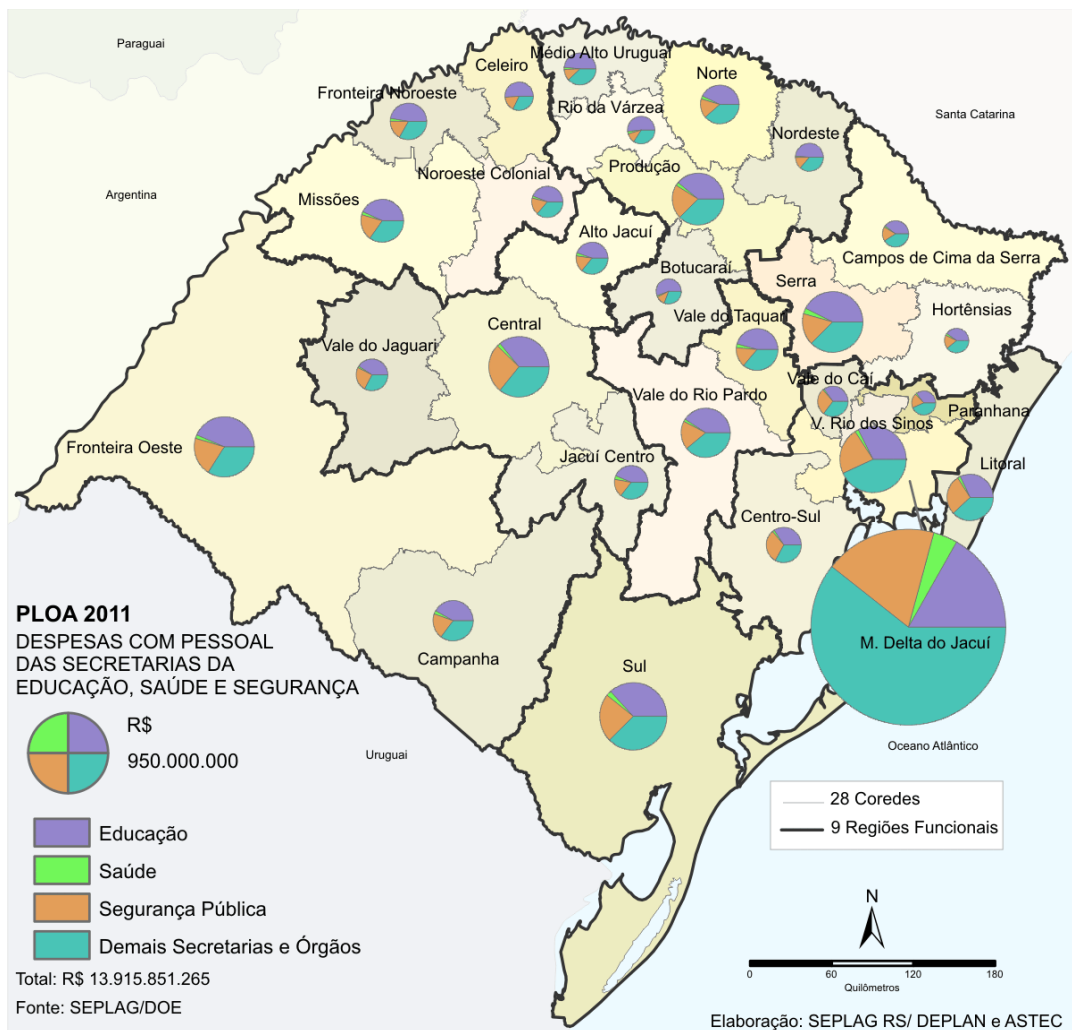 Paraguai
Médio Alto Uruguai
Celeiro
Norte
Fronteira Noroeste
Rio da Várzea
Santa Catarina
Nordeste
Produção
Noroeste Colonial
Argentina
Missões
Alto Jacuí
Campos de Cima da Serra
Botucaraí
Serra
Hortênsias
Vale do Taquari
Central
Vale do Jaguari
Vale do Caí
Vale do Rio Pardo
Paranhana
V. Rio dos Sinos
Fronteira Oeste
Jacuí Centro
Litoral
Centro-Sul
PLOA 2011
DESPESAS COM PESSOAL
DAS SECRETARIAS DA
EDUCAÇÃO, SAÚDE E SEGURANÇA
M. Delta do Jacuí
Campanha
Sul
R$
950.000.000
Uruguai
Oceano Atlântico
28 Coredes
9 Regiões Funcionais
Educação
Saúde
Segurança Pública
Demais Secretarias e Órgãos
Total: R$ 13.915.851.265
Fonte: SEPLAG/DOE
N
0 60 120 180
Quilômetros
Elaboração: SEPLAG RS/ DEPLAN e ASTEC